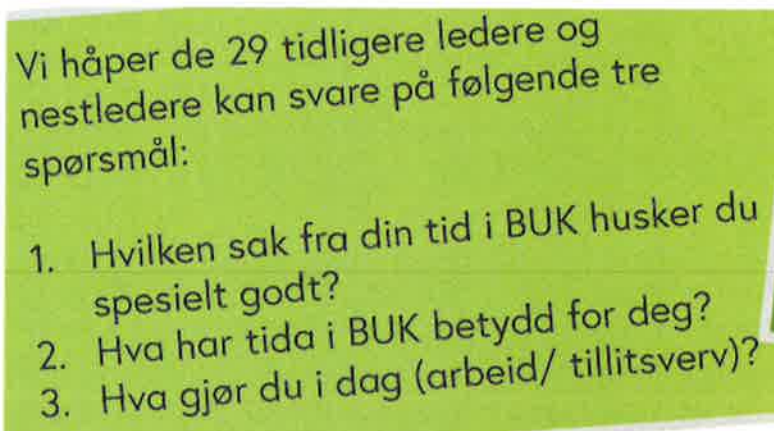 Vi håper de 29 tidligere ledere og
nestledere kan svare på følgende tre
spørsmål:
1. Hvilken sak fra din tid i BUK husker du
spesielt godt?
2. Hva har tida i BUK betydd for deg?
3. Hva gjør du i dag (arbeid/ tillitsverv)?